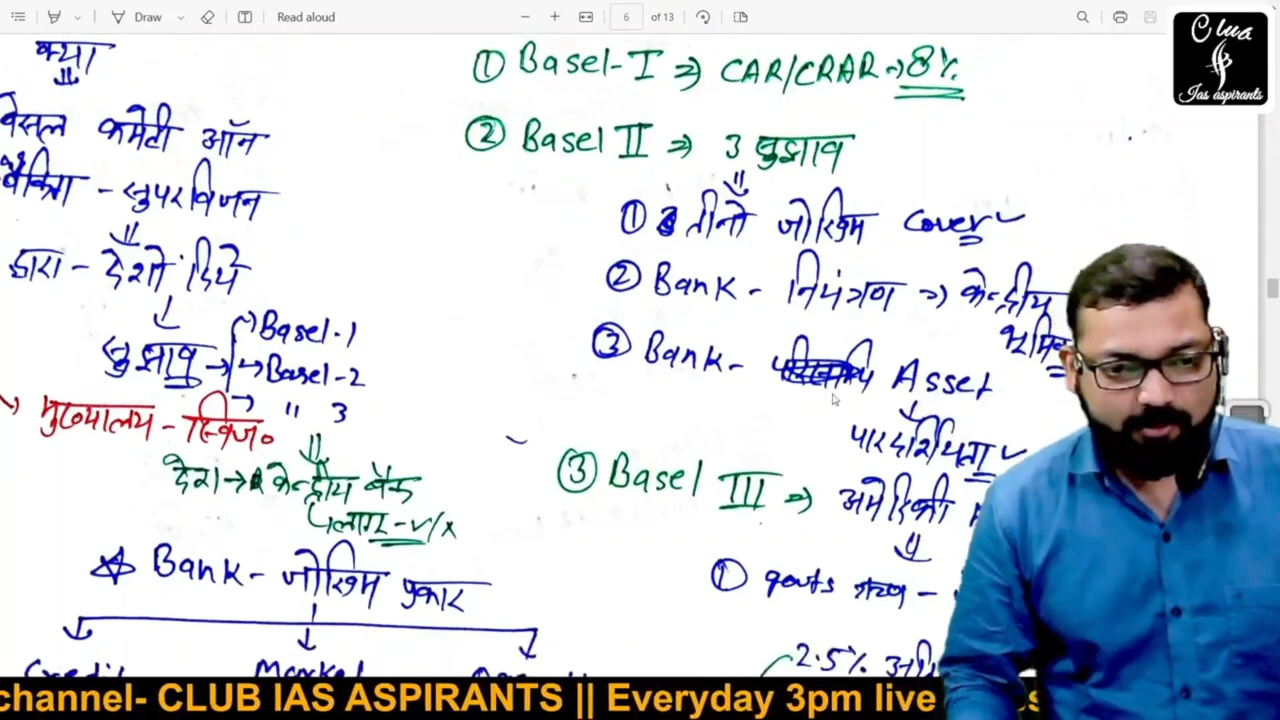 Draw
Read aloud
6 of 13
Club
Ias aspirants
क्या
बेसल कमेटी ऑन
बैंकिंग - सुपरविजन
द्वारा - देशो दिये
सुझाव → Basel-1
→ Basel-2
→ " 3
मुख्यालय - स्विज०
देश → केन्द्रीय बैंक
लागू - ✓/x
☆ Bank - जोखिम प्रकार
Credit Market
① Basel-I ⇒ CAR/CRAR → 8%
② Basel II ⇒ 3 सुझाव
① तीनो जोखिम Cover
② Bank - नियंत्रण ⇒ केन्द्रीय
③ Bank - Asset
पारदर्शिता
③ Basel III ⇒ अमेरिकी
①
2.5%
channel- CLUB IAS ASPIRANTS || Everyday 3pm live